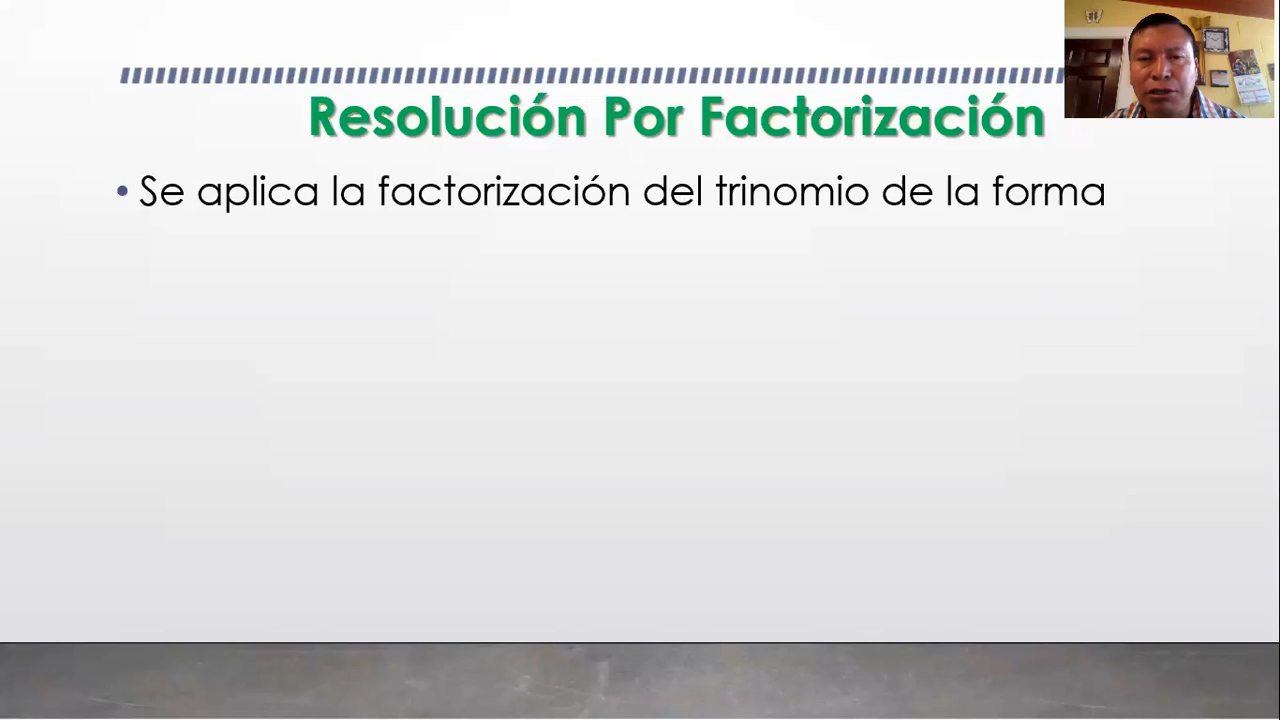 Resolución Por Factorización
• Se aplica la factorización del trinomio de la forma